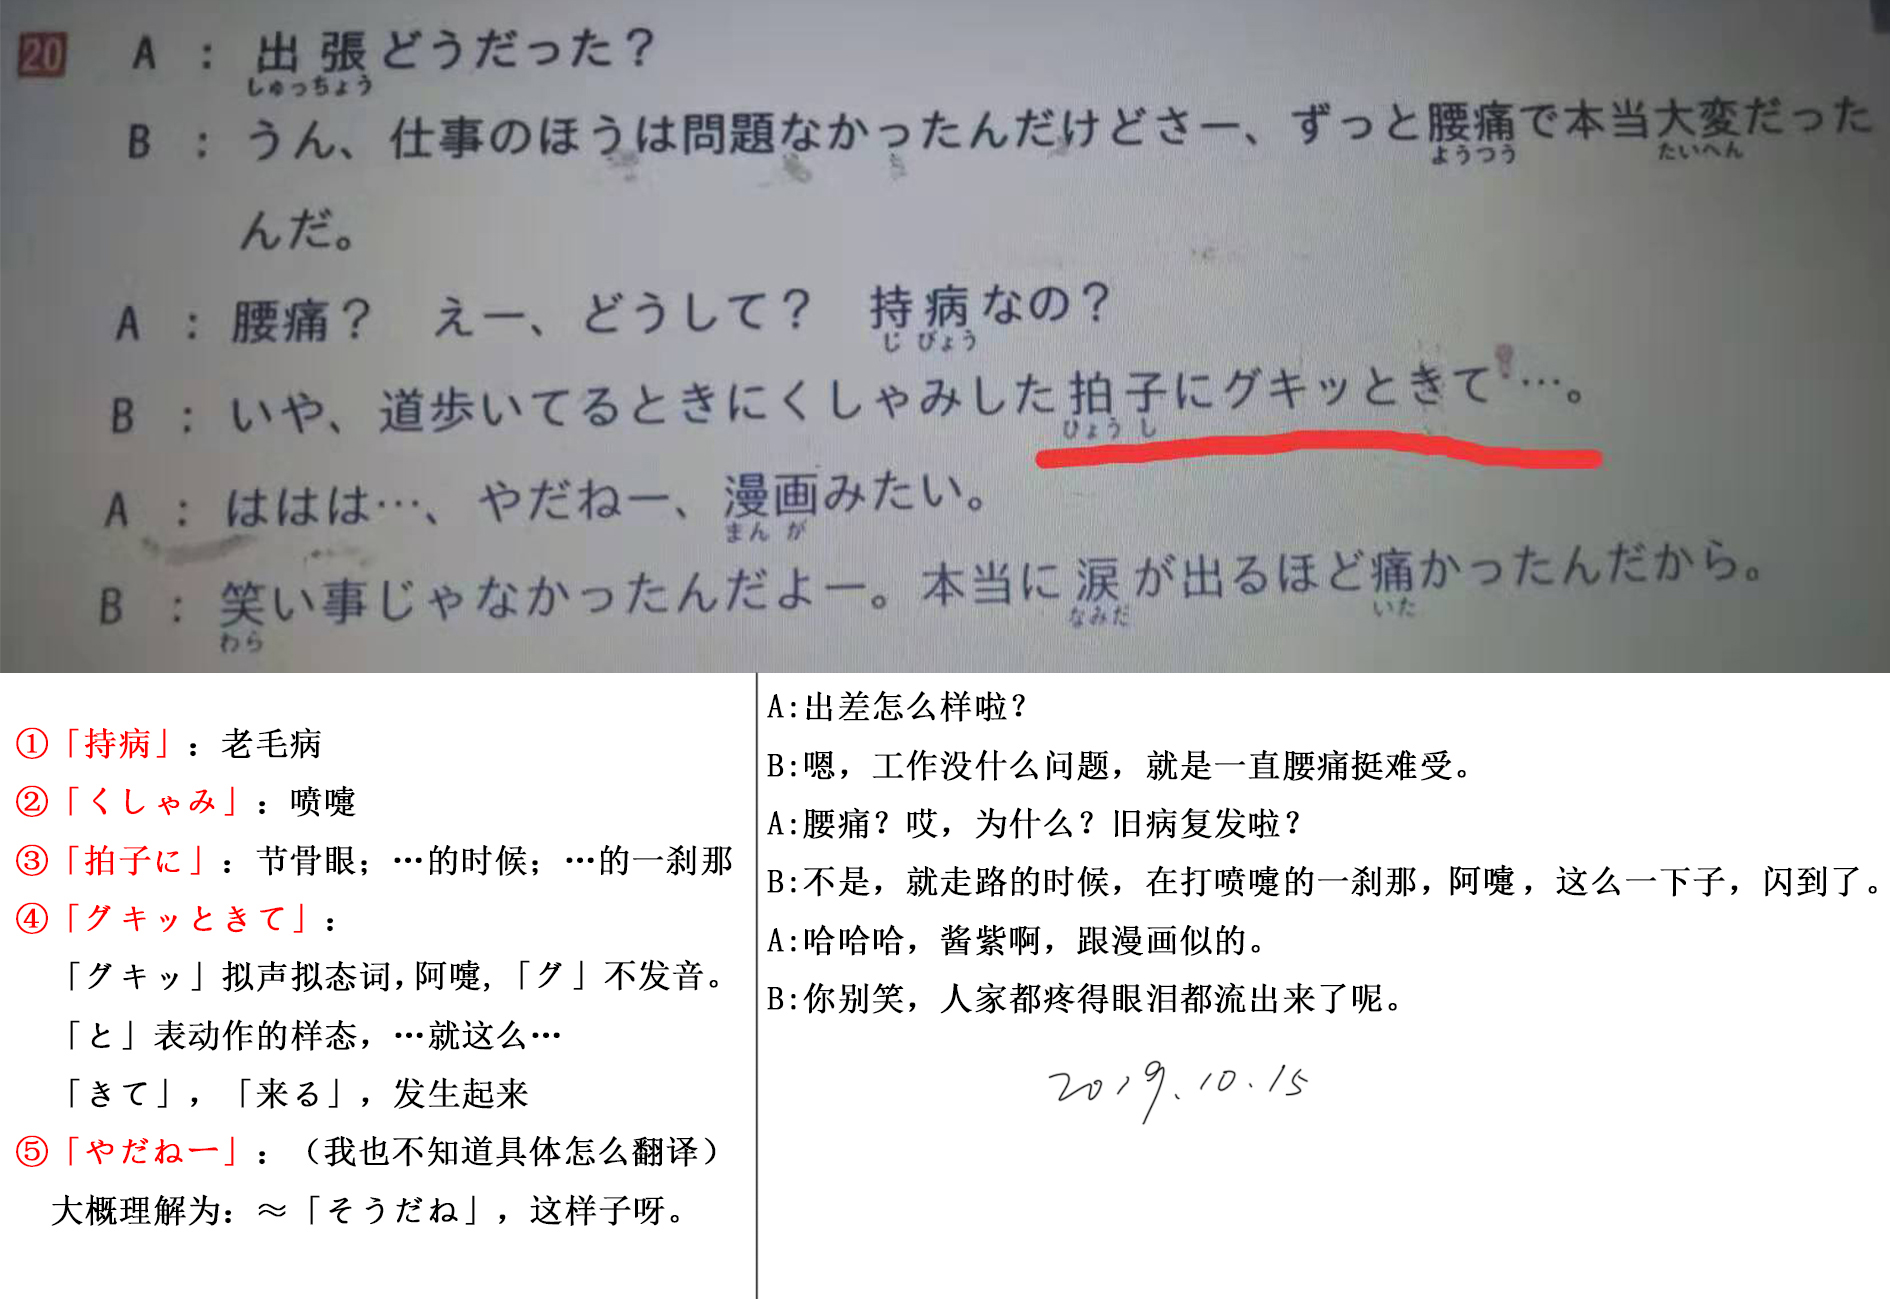 20 A : 出張どうだった？
しゅっちょう
B : うん、仕事のほうは問題なかったんだけどさー、ずっと腰痛で本当大変だった
ようつう たいへん
んだ。
A : 腰痛？ えー、どうして？ 持病なの？
じびょう
B : いや、道歩いてるときにくしゃみした拍子にグキッときて…。
ひょうし
A : ははは…、やだねー、漫画みたい。
まんが
B : 笑い事じゃなかったんだよー。本当に涙が出るほど痛かったんだから。
わら なみだ いた
①「持病」：老毛病
②「くしゃみ」：喷嚏
③「拍子に」：节骨眼；…的时候；…的一刹那
④「グキッときて」：
「グキッ」拟声拟态词，阿嚏，「グ」不发音。
「と」表动作的样态，…就这么…
「きて」，「来る」，发生起来
⑤「やだねー」：（我也不知道具体怎么翻译）
大概理解为：≈「そうだね」，这样子呀。
A:出差怎么样啦？
B:嗯，工作没什么问题，就是一直腰痛挺难受。
A:腰痛？哎，为什么？旧病复发啦？
B:不是，就走路的时候，在打喷嚏的一刹那，阿嚏，这么一下子，闪到了。
A:哈哈哈，酱紫啊，跟漫画似的。
B:你别笑，人家都疼得眼泪都流出来了呢。
2019.10.15